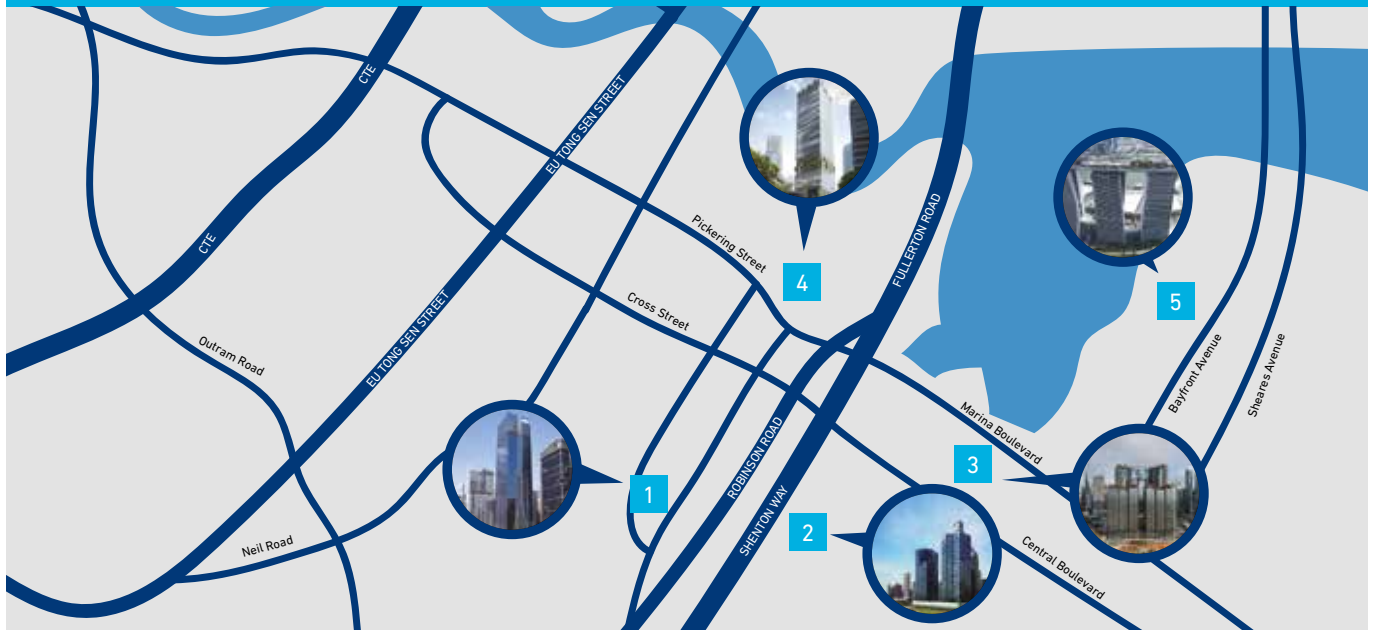 CTE
EU TONG SEN STREET
CTE
FULLERTON ROAD
Pickering Street
4
5
Cross Street
EU TONG SEN STREET
Outram Road
Bayfront Avenue
Sheares Avenue
Marina Boulevard
ROBINSON ROAD
3
1
SHENTON WAY
2
Neil Road
Central Boulevard